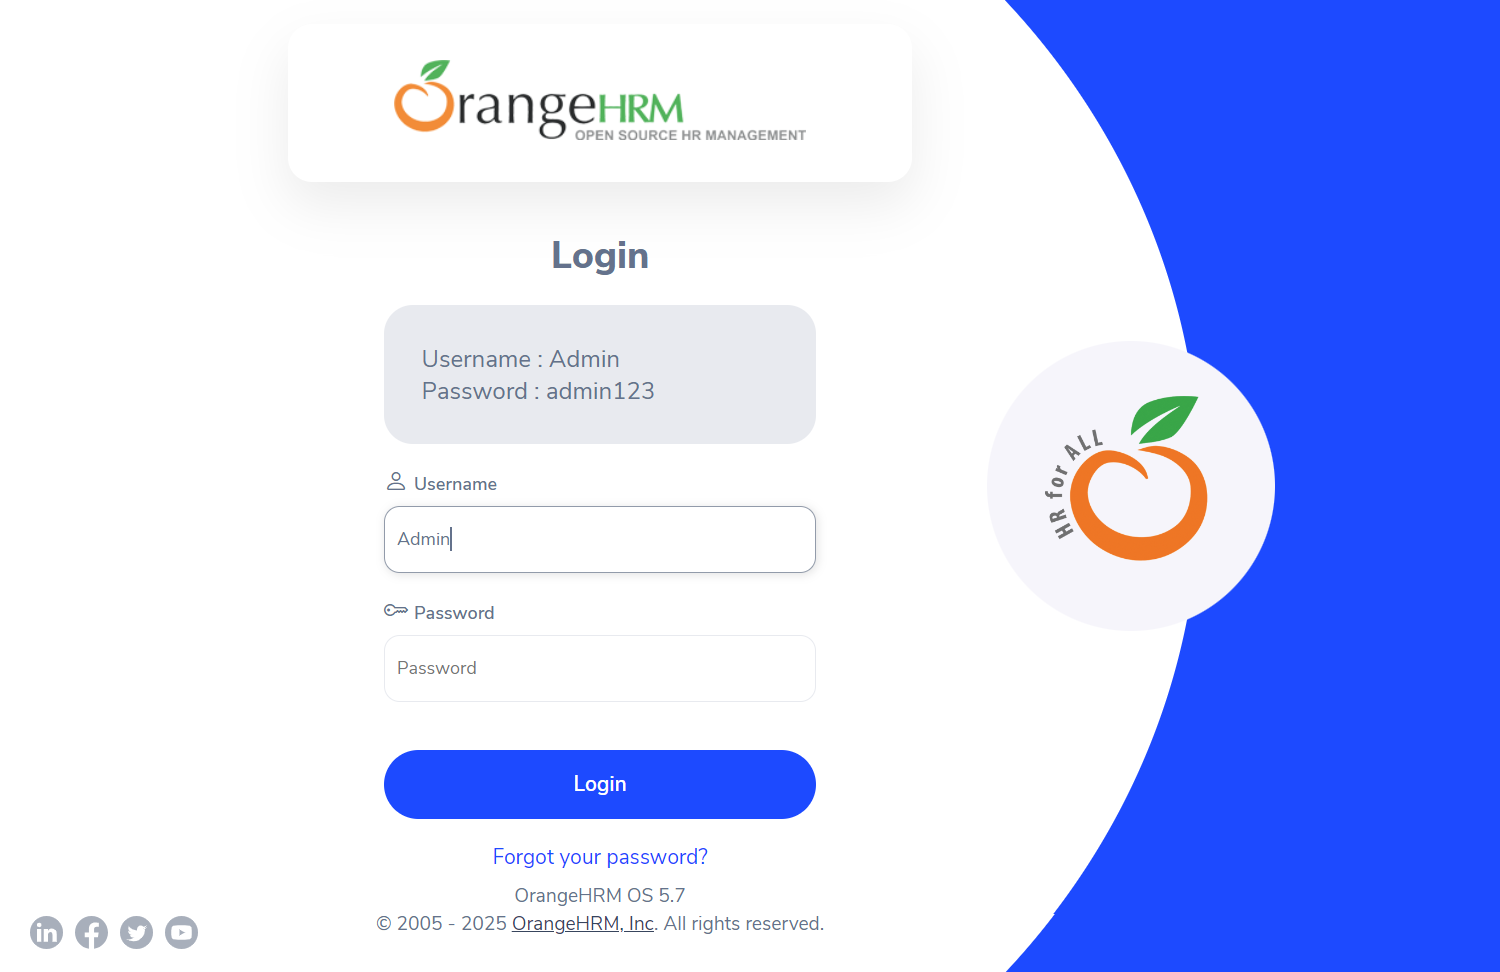 OrangeHRM
OPEN SOURCE HR MANAGEMENT
Login
Username : Admin
Password : admin123
Username
Admin
Password
Password
Login
Forgot your password?
OrangeHRM OS 5.7
© 2005 - 2025 OrangeHRM, Inc. All rights reserved.
HR for ALL